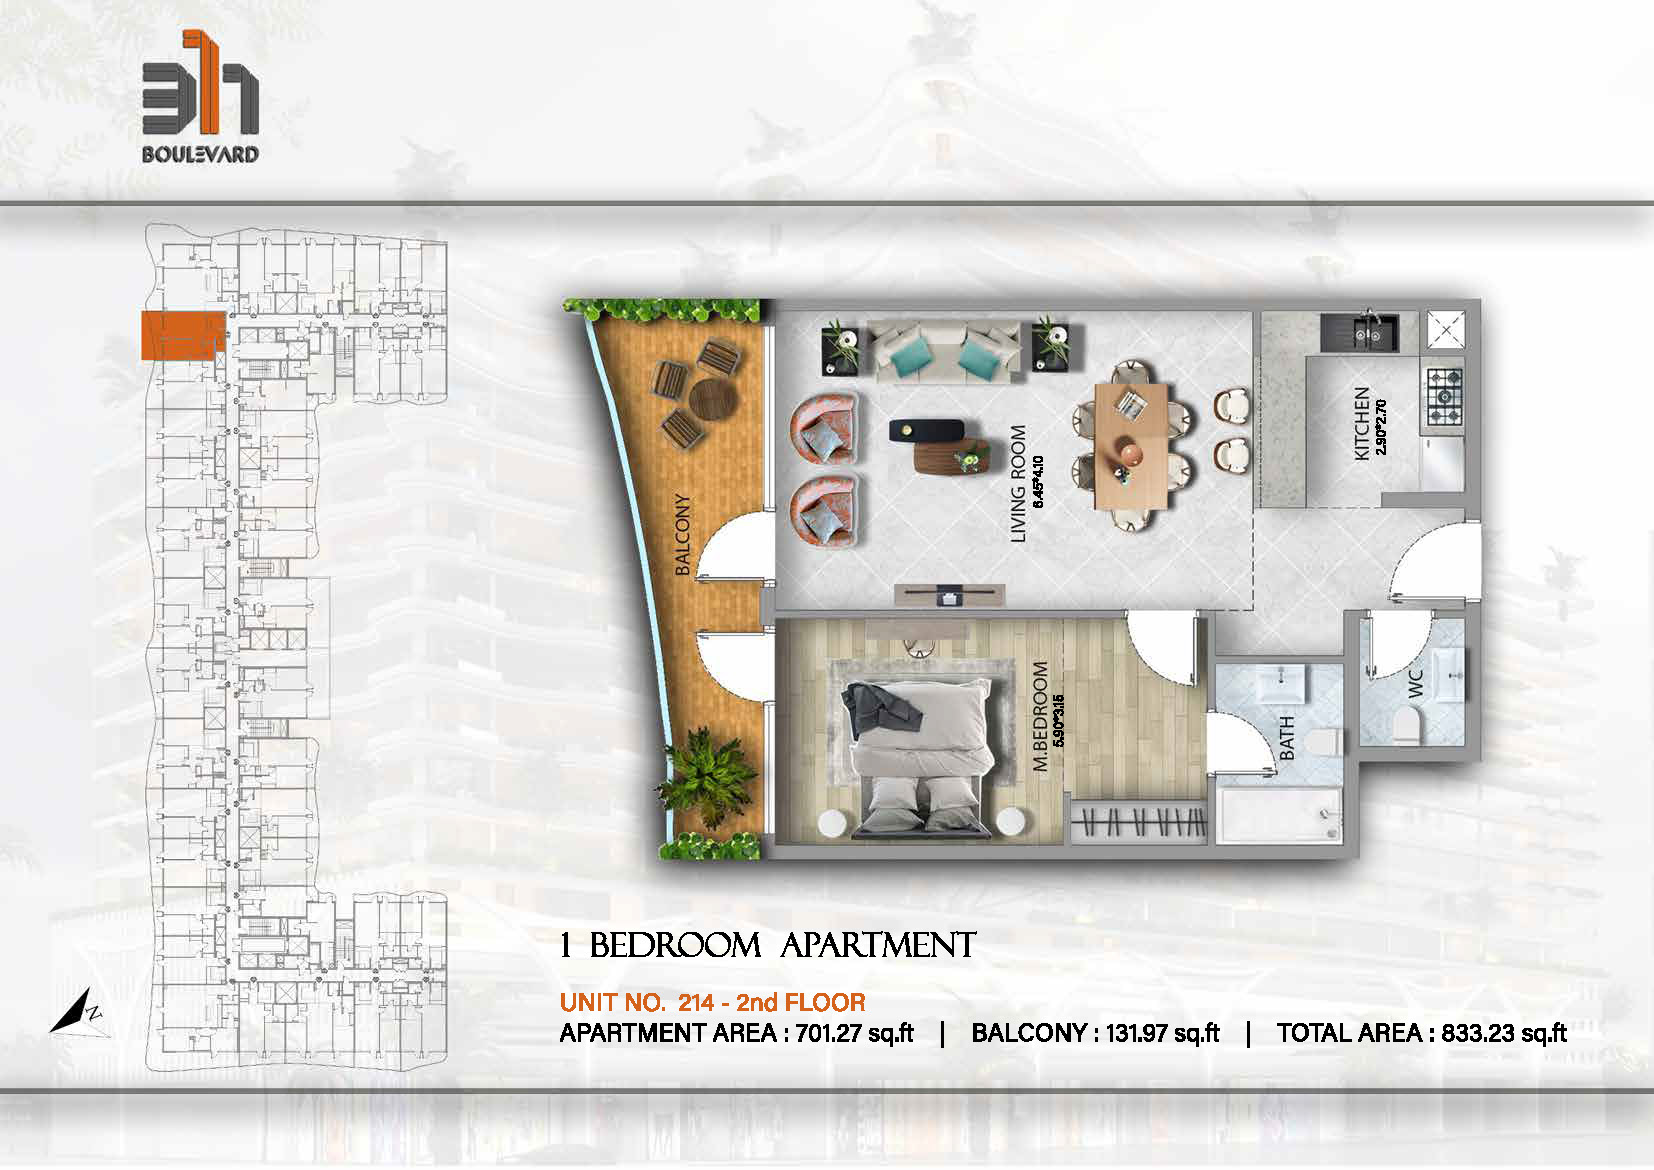 311
BOULEVARD
BALCONY
LIVING ROOM
6.45*4.10
KITCHEN
2.90*2.70
M.BEDROOM
5.90*3.15
BATH
WC
N
1 BEDROOM APARTMENT
UNIT NO. 214 - 2nd FLOOR
APARTMENT AREA : 701.27 sq.ft | BALCONY : 131.97 sq.ft | TOTAL AREA : 833.23 sq.ft